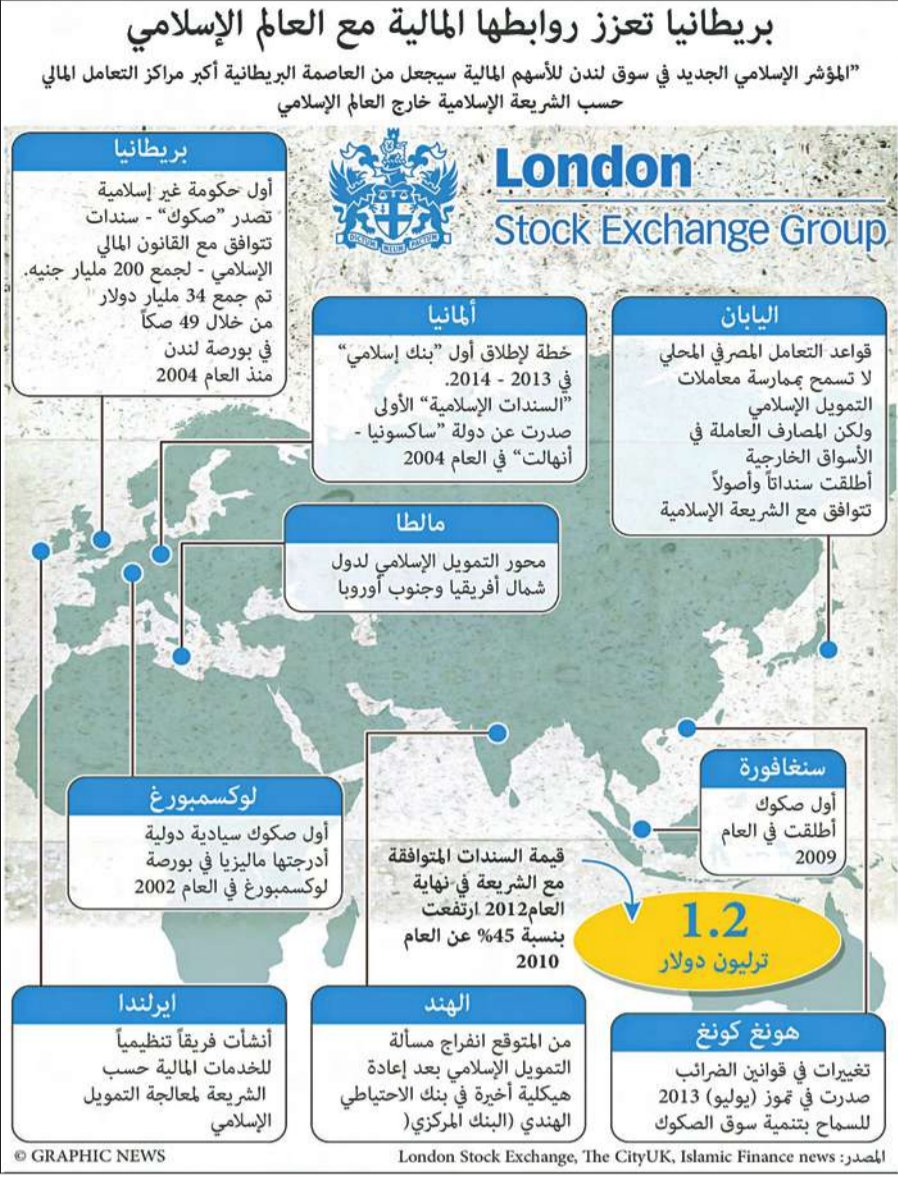 بريطانيا تعزز روابطها المالية مع العالم الإسلامي
”المؤشر الإسلامي الجديد في سوق لندن للأسهم المالية سيجعل من العاصمة البريطانية أكبر مراكز التعامل المالي
حسب الشريعة الإسلامية خارج العالم الإسلامي
London
Stock Exchange Group
DICTUM MEUM PACTUM
بريطانيا
أول حكومة غير إسلامية
تصدر ”صكوك“ - سندات
تتوافق مع القانون المالي
الإسلامي - لجمع 200 مليار جنيه.
تم جمع 34 مليار دولار
من خلال 49 صكاً
في بورصة لندن
منذ العام 2004
اليابان
قواعد التعامل المصرفي المحلي
لا تسمح بممارسة معاملات
التمويل الإسلامي
ولكن المصارف العاملة في
الأسواق الخارجية
أطلقت سنداتاً وأصولاً
تتوافق مع الشريعة الإسلامية
ألمانيا
خطة لإطلاق أول ”بنك إسلامي“
في 2013 - 2014.
”السندات الإسلامية“ الأولى
صدرت عن دولة ”ساكسونيا -
أنهالت“ في العام 2004
مالطا
محور التمويل الإسلامي لدول
شمال أفريقيا وجنوب أوروبا
سنغافورة
أول صكوك
أطلقت في العام
2009
لوكسمبورغ
أول صكوك سيادية دولية
أدرجتها ماليزيا في بورصة
لوكسمبورغ في العام 2002
قيمة السندات المتوافقة
مع الشريعة في نهاية
العام2012 ارتفعت
بنسبة 45% عن العام
2010
1.2
ترليون دولار
هونغ كونغ
تغييرات في قوانين الضرائب
صدرت في تموز (يوليو) 2013
للسماح بتنمية سوق الصكوك
الهند
من المتوقع انفراج مسألة
التمويل الإسلامي بعد إعادة
هيكلية أخيرة في بنك الاحتياطي
الهندي (البنك المركزي(
ايرلندا
أنشأت فريقاً تنظيمياً
للخدمات المالية حسب
الشريعة لمعالجة التمويل
الإسلامي
المصدر: London Stock Exchange, The CityUK, Islamic Finance news
© GRAPHIC NEWS